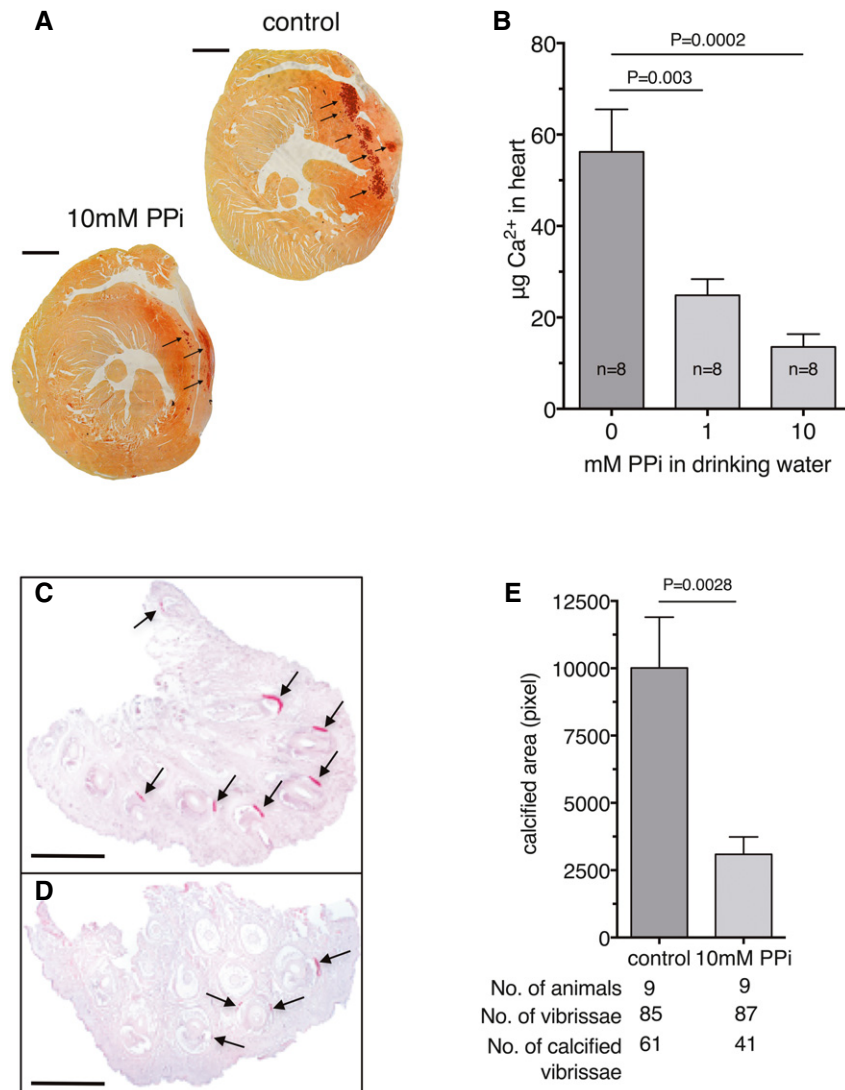 A
control
10mM PPi
B
P=0.0002
P=0.003
80
60
40
20
0
µg Ca²⁺ in heart
n=8 n=8 n=8
0 1 10
mM PPi in drinking water
C
D
E
P=0.0028
12500
10000
7500
5000
2500
0
calcified area (pixel)
control 10mM PPi
No. of animals 9 9
No. of vibrissae 85 87
No. of calcified 61 41
vibrissae